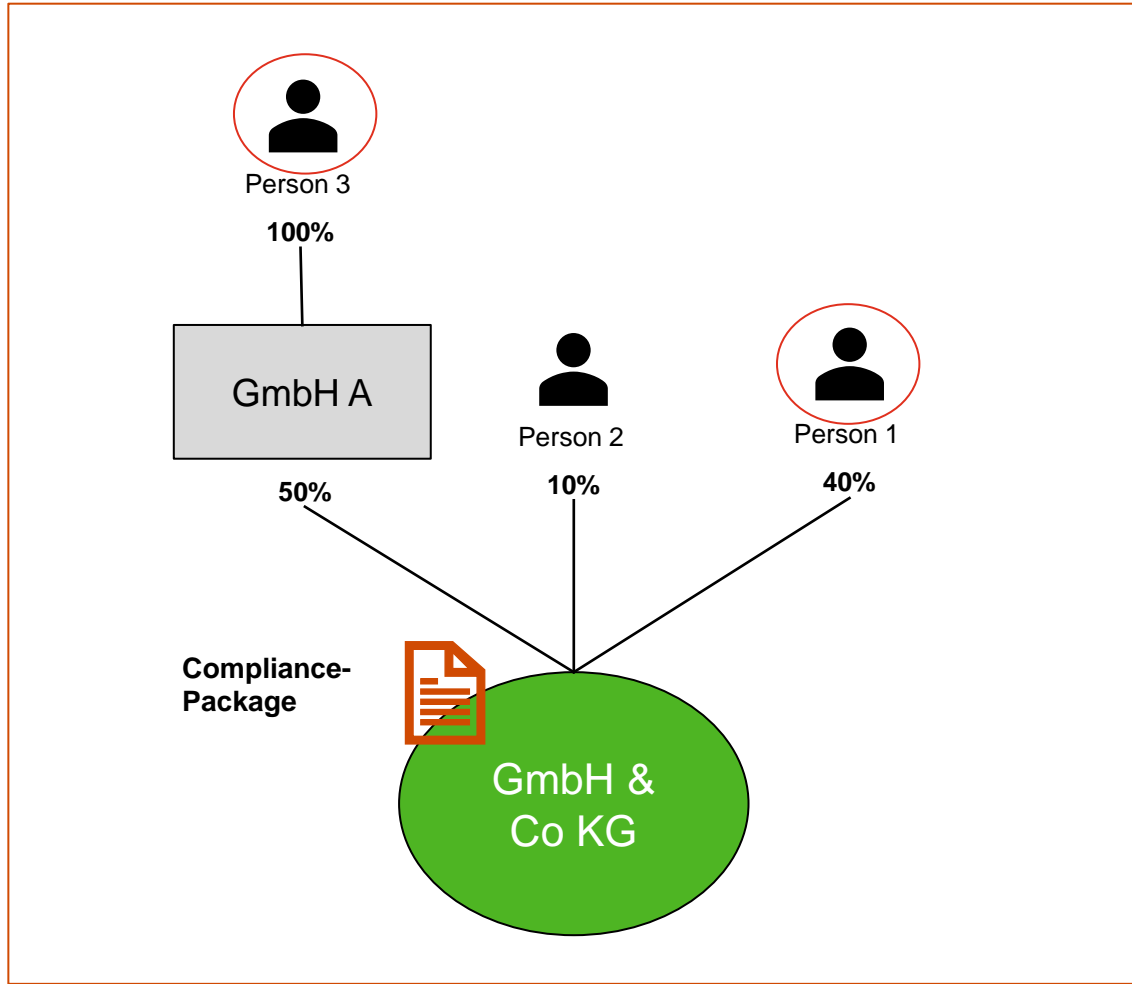 Person 3
100%
GmbH A
50%
Person 2
10%
Person 1
40%
Compliance-
Package
GmbH &
Co KG